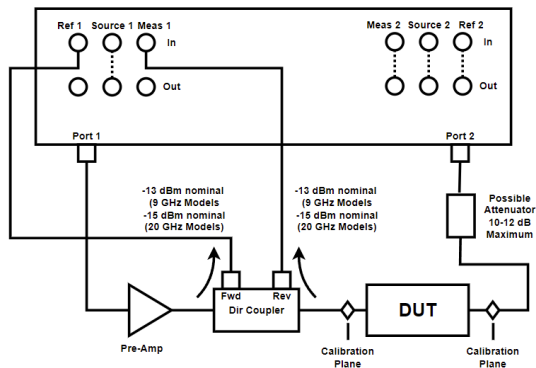 Ref 1 Source 1 Meas 1
In
Out
Meas 2 Source 2 Ref 2
In
Out
Port 1
Port 2
-13 dBm nominal
(9 GHz Models
-15 dBm nominal
(20 GHz Models)
-13 dBm nominal
(9 GHz Models
-15 dBm nominal
(20 GHz Models)
Possible
Attenuator
10-12 dB
Maximum
Fwd
Rev
Dir Coupler
Pre-Amp
DUT
Calibration
Plane
Calibration
Plane